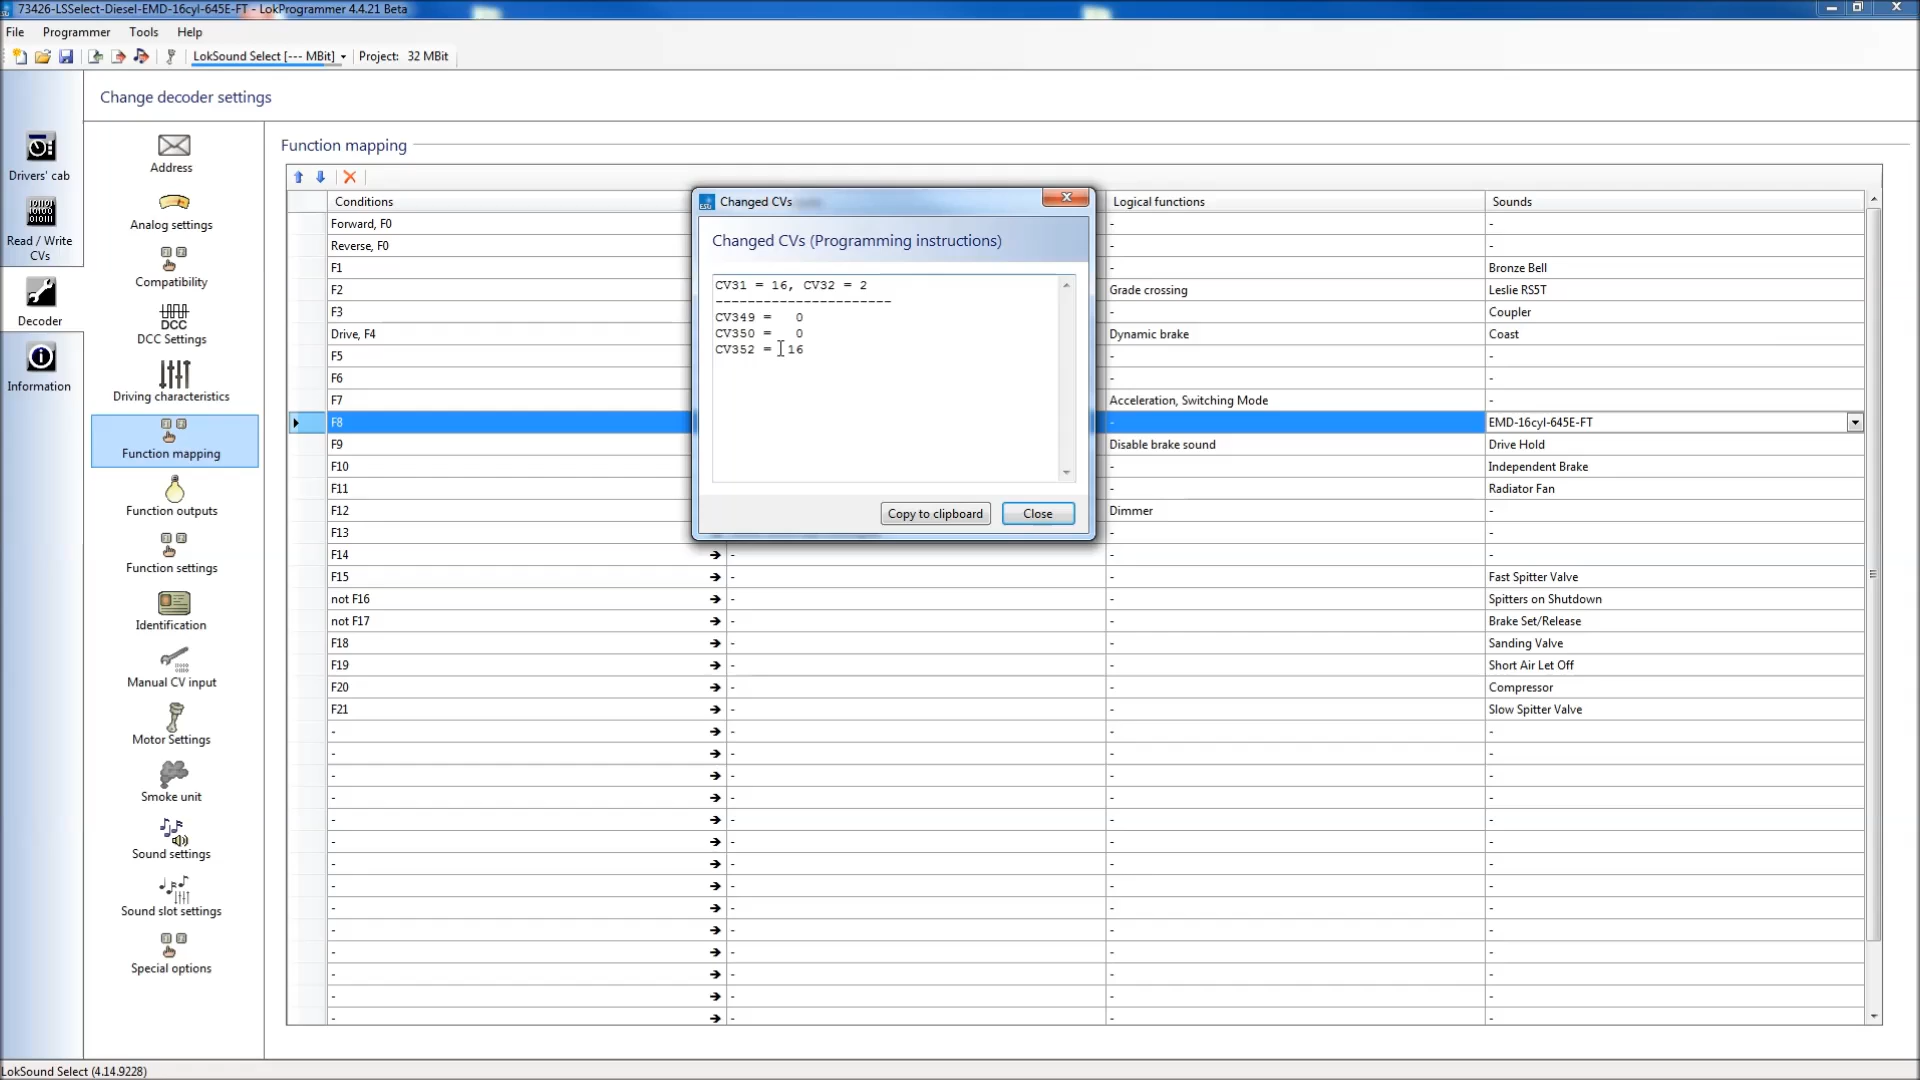 73426-LSSelect-Diesel-EMD-16cyl-645E-FT - LokProgrammer 4.4.21 Beta
File Programmer Tools Help
LokSound Select [--- MBit] Project: 32 MBit
Change decoder settings
Drivers' cab
Read / Write
CVs
Decoder
Information
Address
Analog settings
Compatibility
DCC
DCC Settings
Driving characteristics
Function mapping
Function outputs
Function settings
Identification
Manual CV input
Motor Settings
Smoke unit
Sound settings
Sound slot settings
Special options
Function mapping
Conditions Logical functions Sounds
Forward, F0 - -
Reverse, F0 - -
F1 - Bronze Bell
F2 Grade crossing Leslie RS5T
F3 - Coupler
Drive, F4 Dynamic brake Coast
F5 - -
F6 - -
F7 Acceleration, Switching Mode -
F8 - EMD-16cyl-645E-FT
F9 Disable brake sound Drive Hold
F10 - Independent Brake
F11 - Radiator Fan
F12 Dimmer -
F13 - -
F14 - - -
F15 - - Fast Spitter Valve
not F16 - - Spitters on Shutdown
not F17 - - Brake Set/Release
F18 - - Sanding Valve
F19 - - Short Air Let Off
F20 - - Compressor
F21 - - Slow Spitter Valve
- - - -
- - - -
- - - -
- - - -
- - - -
- - - -
- - - -
- - - -
- - - -
- - - -
- - - -
- - - -
- - - -
- - - -
Changed CVs
Changed CVs (Programming instructions)
CV31 = 16, CV32 = 2
----------------------
CV349 = 0
CV350 = 0
CV352 = 16
Copy to clipboard Close
LokSound Select (4.14.9228)